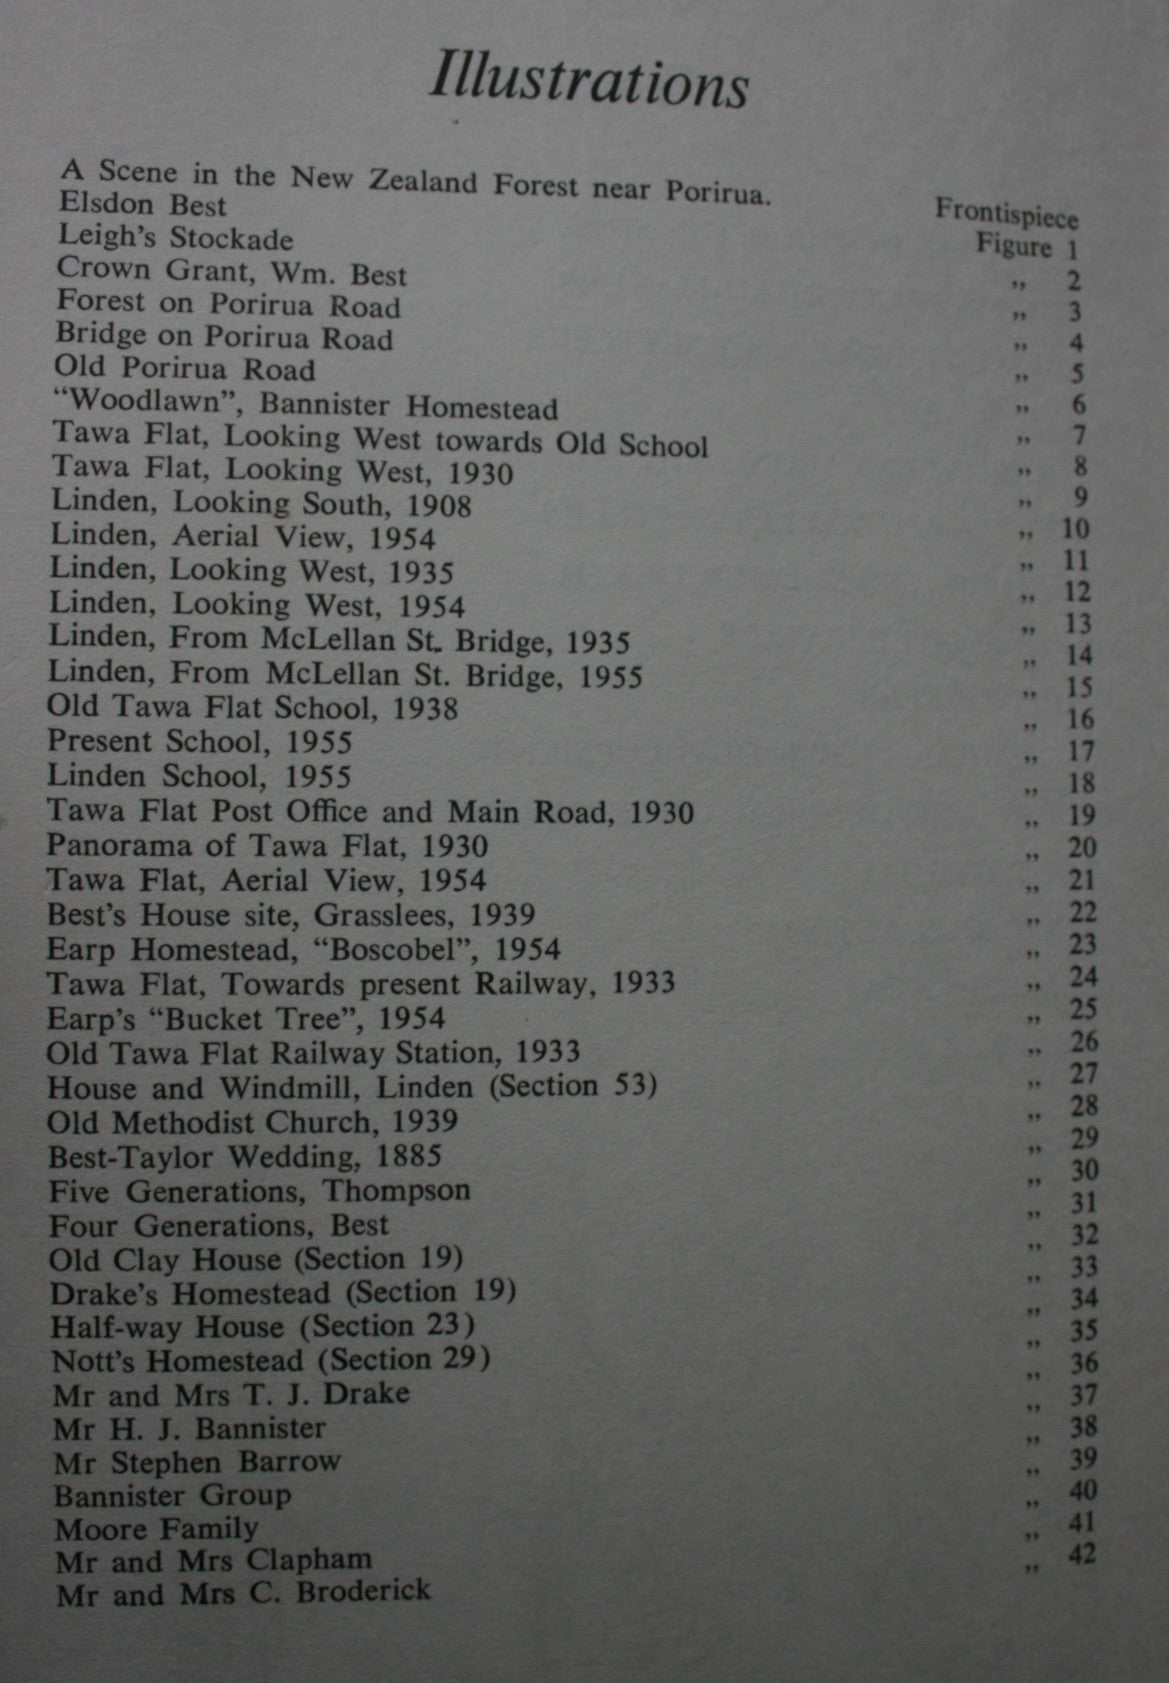 Illustrations
A Scene in the New Zealand Forest near Porirua. Frontispiece
Elsdon Best Figure 1
Leigh's Stockade ,, 2
Crown Grant, Wm. Best ,, 3
Forest on Porirua Road ,, 4
Bridge on Porirua Road ,, 5
Old Porirua Road ,, 6
“Woodlawn”, Bannister Homestead ,, 7
Tawa Flat, Looking West towards Old School ,, 8
Tawa Flat, Looking West, 1930 ,, 9
Linden, Looking South, 1908 ,, 10
Linden, Aerial View, 1954 ,, 11
Linden, Looking West, 1935 ,, 12
Linden, Looking West, 1954 ,, 13
Linden, From McLellan St. Bridge, 1935 ,, 14
Linden, From McLellan St. Bridge, 1955 ,, 15
Old Tawa Flat School, 1938 ,, 16
Present School, 1955 ,, 17
Linden School, 1955 ,, 18
Tawa Flat Post Office and Main Road, 1930 ,, 19
Panorama of Tawa Flat, 1930 ,, 20
Tawa Flat, Aerial View, 1954 ,, 21
Best's House site, Grasslees, 1939 ,, 22
Earp Homestead, “Boscobel”, 1954 ,, 23
Tawa Flat, Towards present Railway, 1933 ,, 24
Earp's “Bucket Tree”, 1954 ,, 25
Old Tawa Flat Railway Station, 1933 ,, 26
House and Windmill, Linden (Section 53) ,, 27
Old Methodist Church, 1939 ,, 28
Best-Taylor Wedding, 1885 ,, 29
Five Generations, Thompson ,, 30
Four Generations, Best ,, 31
Old Clay House (Section 19) ,, 32
Drake's Homestead (Section 19) ,, 33
Half-way House (Section 23) ,, 34
Nott's Homestead (Section 29) ,, 35
Mr and Mrs T. J. Drake ,, 36
Mr H. J. Bannister ,, 37
Mr Stephen Barrow ,, 38
Bannister Group ,, 39
Moore Family ,, 40
Mr and Mrs Clapham ,, 41
Mr and Mrs C. Broderick ,, 42